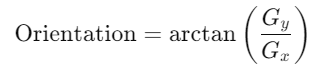 Orientation = arctan(G_y/G_x)